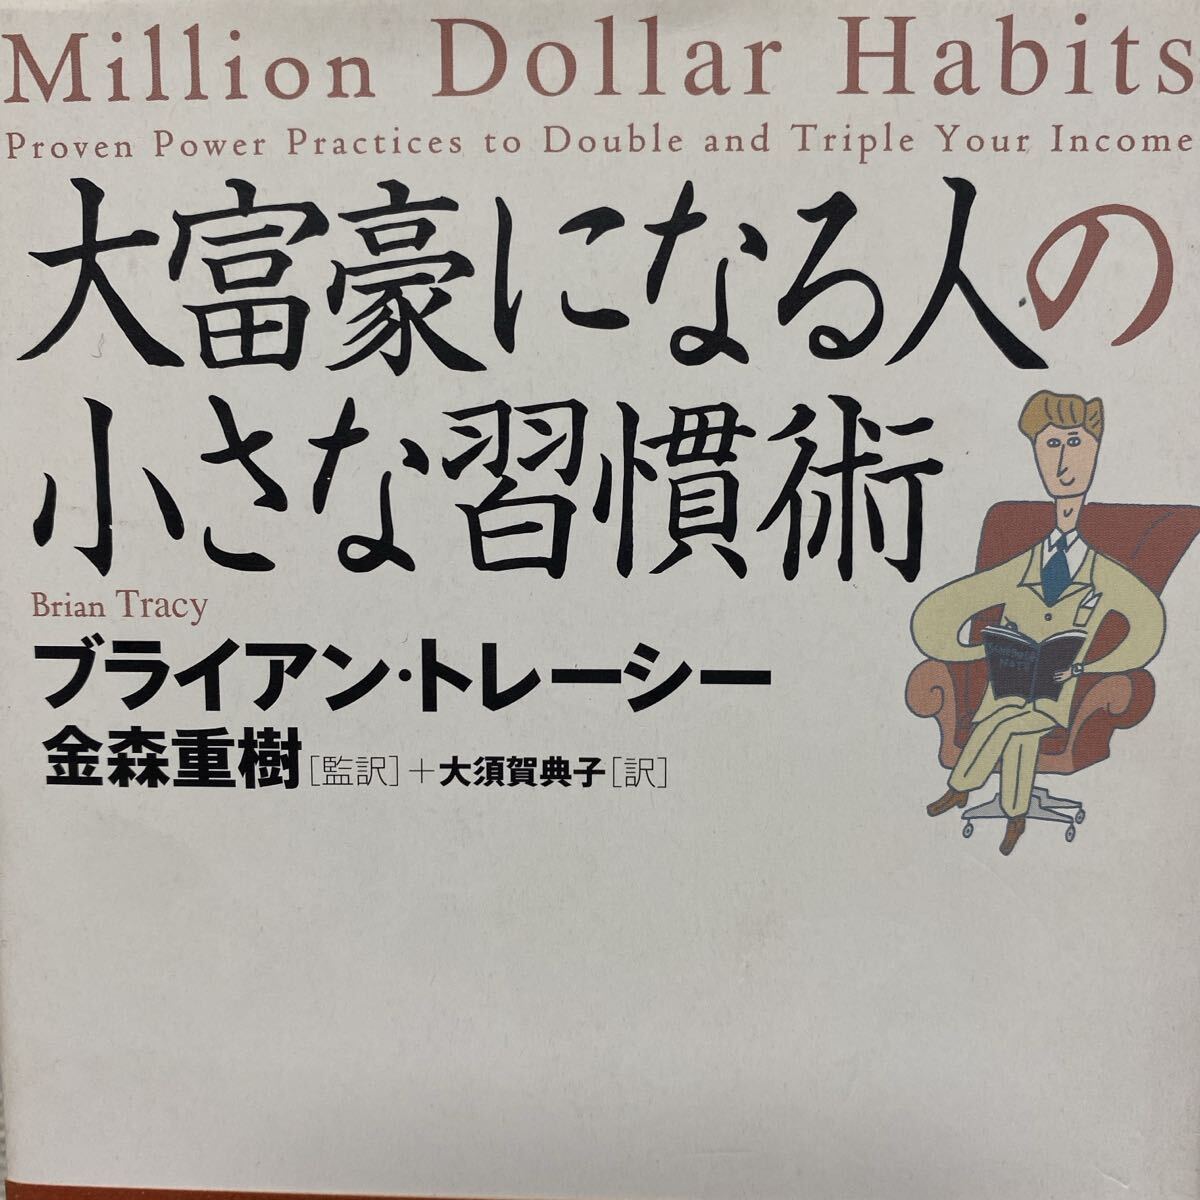 Million Dollar Habits
Proven Power Practices to Double and Triple Your Income
大富豪になる人の
小さな習慣術
Brian Tracy
ブライアン・トレーシー
金森重樹[監訳]+大須賀典子[訳]
SCHEDULE
NOTE